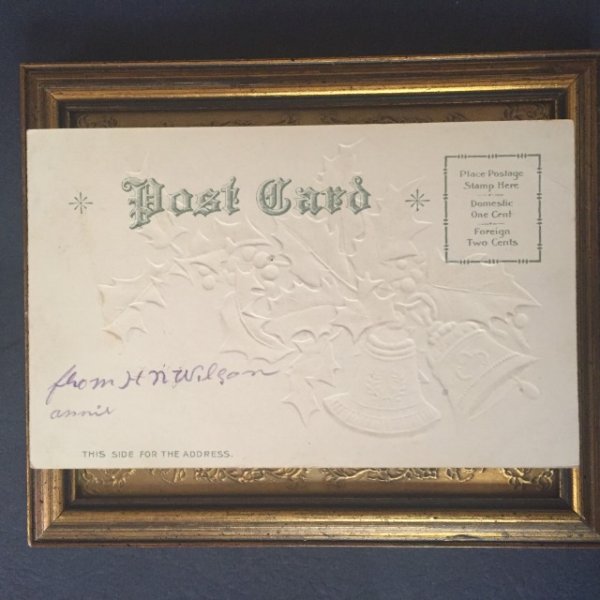 Post Card
Place Postage
Stamp Here
Domestic
One Cent
Foreign
Two Cents
from H N Wilson
annie
THIS SIDE FOR THE ADDRESS.